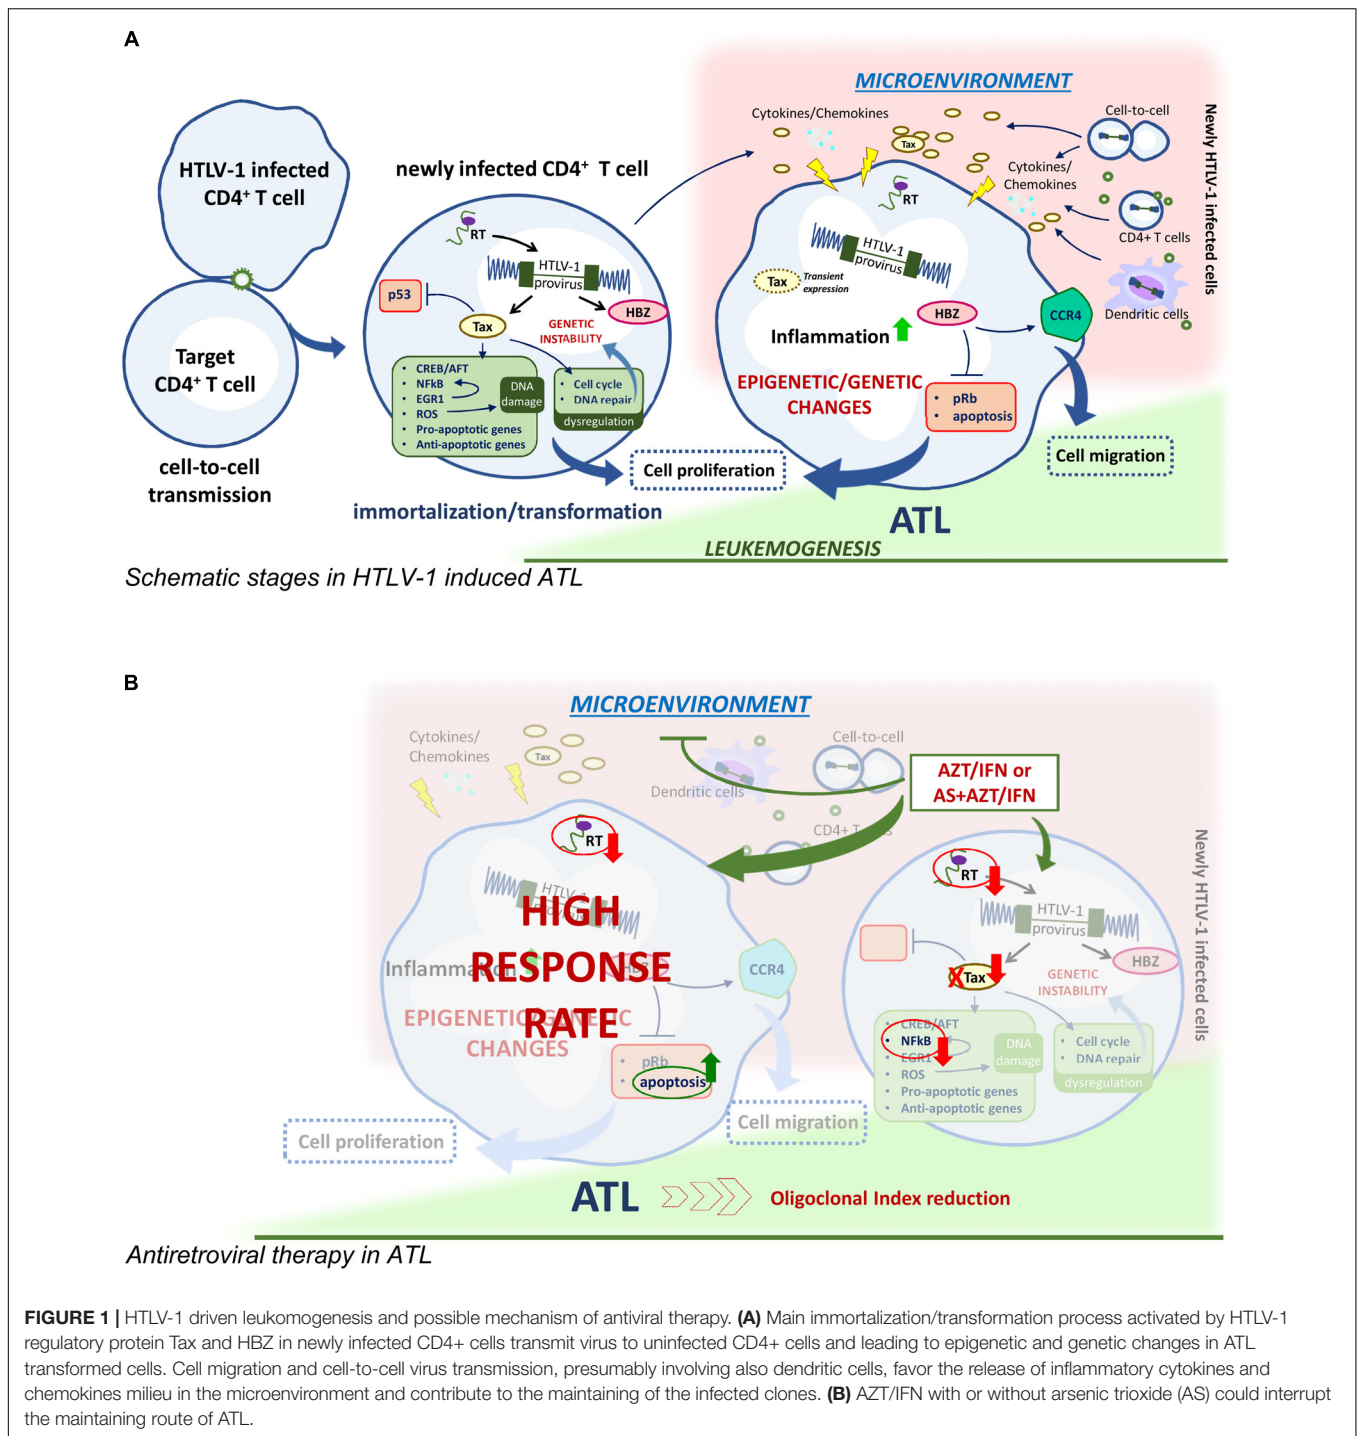 A
MICROENVIRONMENT
Cytokines/Chemokines
Cell-to-cell
Tax
Cytokines/
Chemokines
CD4+ T cells
Dendritic cells
Newly HTLV-1 infected cells
HTLV-1 infected
CD4⁺ T cell
newly infected CD4⁺ T cell
RT
HTLV-1
provirus
p53
Tax
HBZ
GENETIC
INSTABILITY
Target
CD4⁺ T cell
• CREB/AFT
• NFkB
• EGR1
• ROS
• Pro-apoptotic genes
• Anti-apoptotic genes
DNA
damage
• Cell cycle
• DNA repair
dysregulation
cell-to-cell
transmission
immortalization/transformation
Cell proliferation
RT
HTLV-1
provirus
Tax
Transient
expression
HBZ
CCR4
Inflammation
EPIGENETIC/GENETIC
CHANGES
• pRb
• apoptosis
Cell migration
ATL
LEUKEMOGENESIS
Schematic stages in HTLV-1 induced ATL
B
MICROENVIRONMENT
Cytokines/
Chemokines
Tax
Cell-to-cell
Dendritic cells
AZT/IFN or
AS+AZT/IFN
Newly HTLV-1 infected cells
RT
HTLV-1
provirus
HIGH
RESPONSE
RATE
Inflammation
HBZ
CCR4
EPIGENETIC/GENETIC
CHANGES
• pRb
• apoptosis
Cell proliferation
Cell migration
RT
HTLV-1
provirus
X Tax
HBZ
GENETIC
INSTABILITY
• CREB/AFT
• NFkB
• EGR1
• ROS
• Pro-apoptotic genes
• Anti-apoptotic genes
DNA
damage
• Cell cycle
• DNA repair
dysregulation
CD4+ T cells
ATL
Oligoclonal Index reduction
Antiretroviral therapy in ATL
FIGURE 1 | HTLV-1 driven leukomogenesis and possible mechanism of antiviral therapy. (A) Main immortalization/transformation process activated by HTLV-1
regulatory protein Tax and HBZ in newly infected CD4+ cells transmit virus to uninfected CD4+ cells and leading to epigenetic and genetic changes in ATL
transformed cells. Cell migration and cell-to-cell virus transmission, presumably involving also dendritic cells, favor the release of inflammatory cytokines and
chemokines milieu in the microenvironment and contribute to the maintaining of the infected clones. (B) AZT/IFN with or without arsenic trioxide (AS) could interrupt
the maintaining route of ATL.